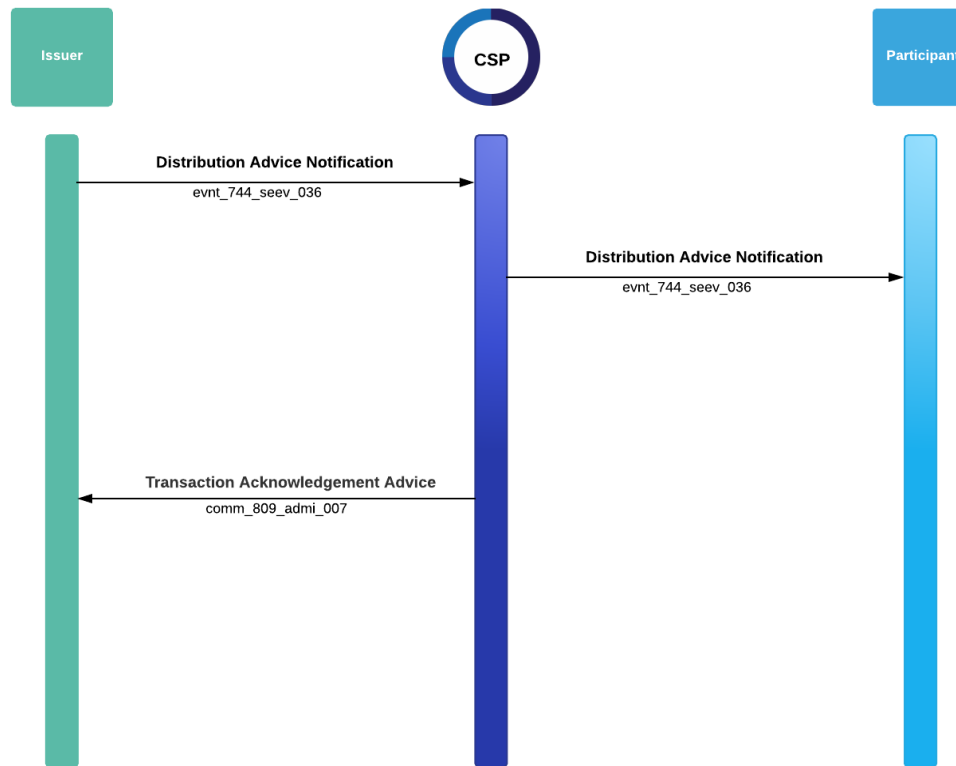 Issuer
CSP
Participant
Distribution Advice Notification
evnt_744_seev_036
Distribution Advice Notification
evnt_744_seev_036
Transaction Acknowledgement Advice
comm_809_admi_007